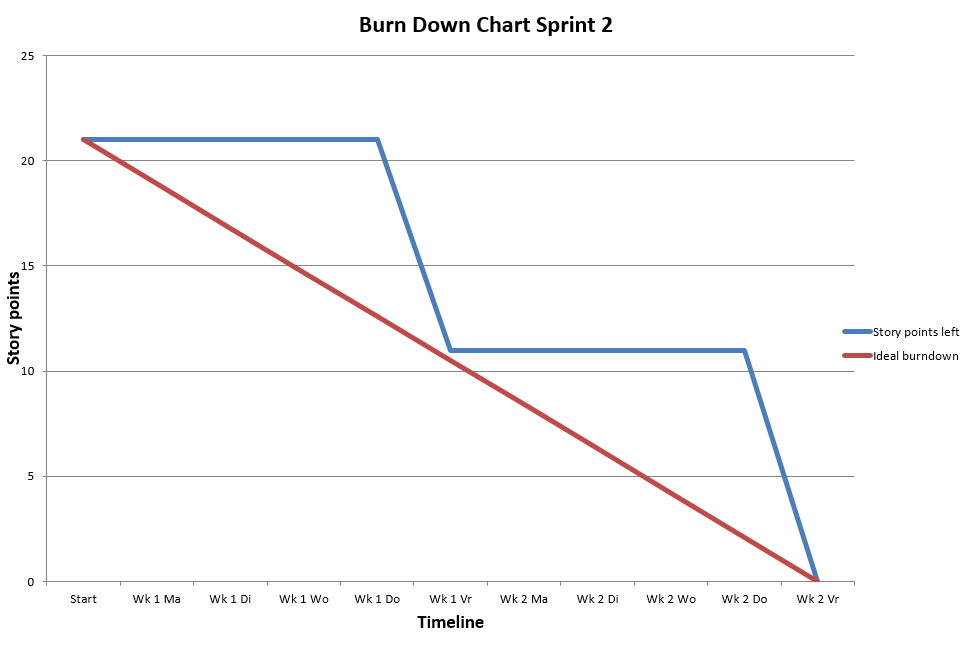 Burn Down Chart Sprint 2
25
20
15
10
5
0
Story points
Start Wk 1 Ma Wk 1 Di Wk 1 Wo Wk 1 Do Wk 1 Vr Wk 2 Ma Wk 2 Di Wk 2 Wo Wk 2 Do Wk 2 Vr
Timeline
Story points left
Ideal burndown